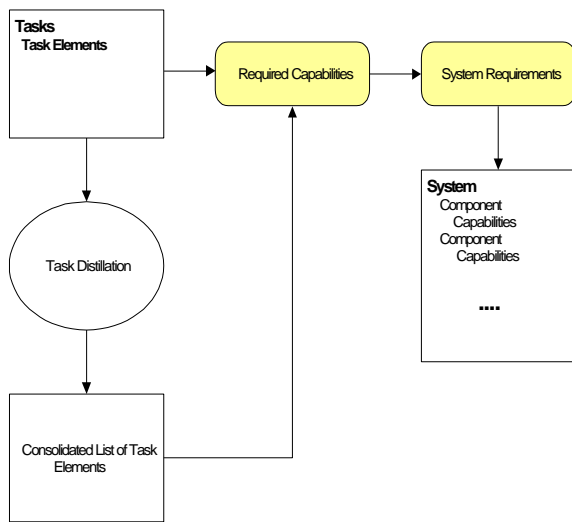 Tasks
Task Elements
Required Capabilities
System Requirements
System
Component
Capabilities
Component
Capabilities
....
Task Distillation
Consolidated List of Task
Elements